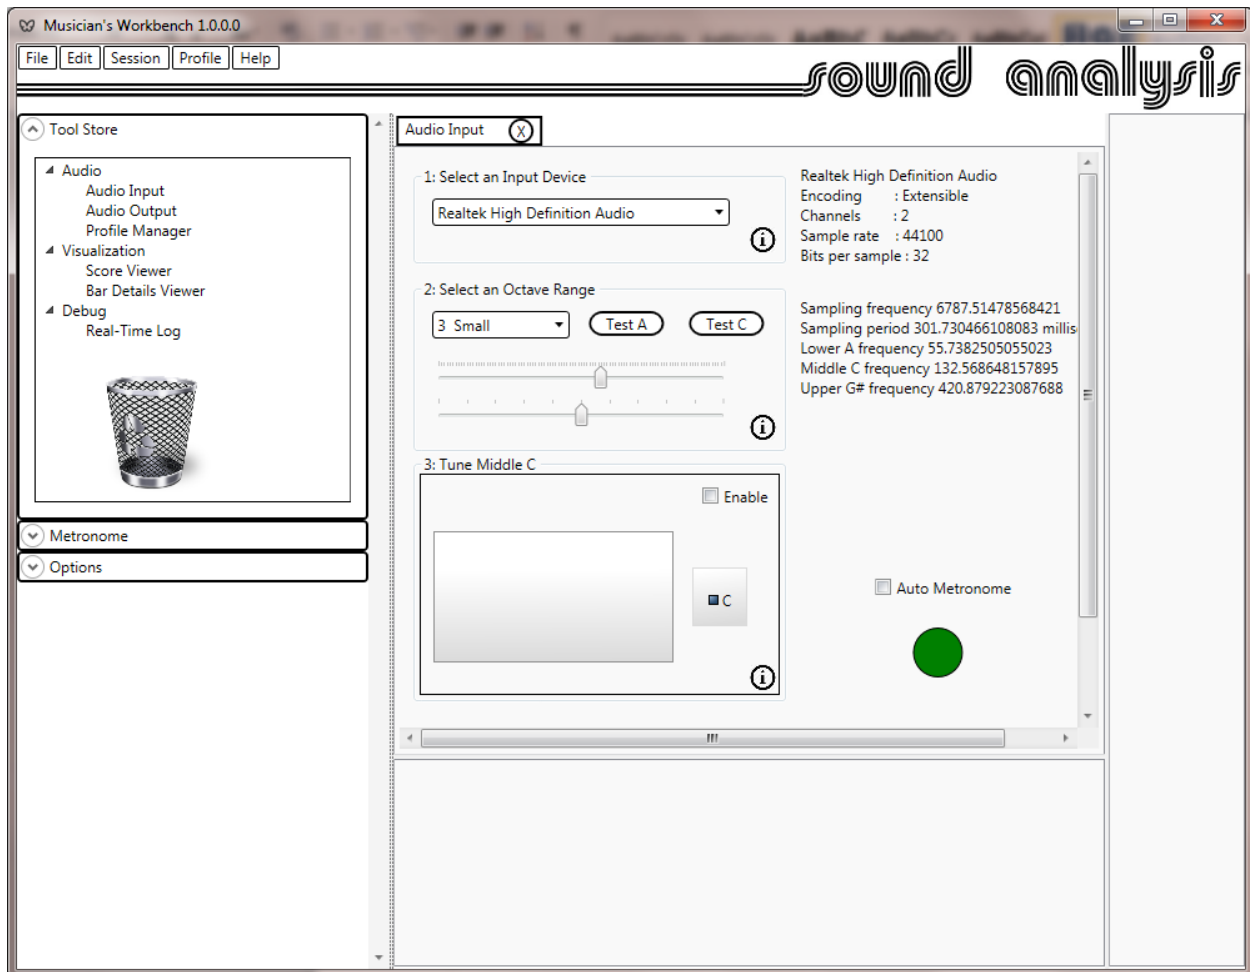 Musician's Workbench 1.0.0.0
File Edit Session Profile Help
sound analysis
Tool Store
Audio
Audio Input
Audio Output
Profile Manager
Visualization
Score Viewer
Bar Details Viewer
Debug
Real-Time Log
Metronome
Options
Audio Input X
1: Select an Input Device
Realtek High Definition Audio
i
2: Select an Octave Range
3 Small Test A Test C
i
3: Tune Middle C
Enable
C
i
Realtek High Definition Audio
Encoding : Extensible
Channels : 2
Sample rate : 44100
Bits per sample : 32
Sampling frequency 6787.51478568421
Sampling period 301.730466108083 millis
Lower A frequency 55.7382505055023
Middle C frequency 132.568648157895
Upper G# frequency 420.879223087688
Auto Metronome